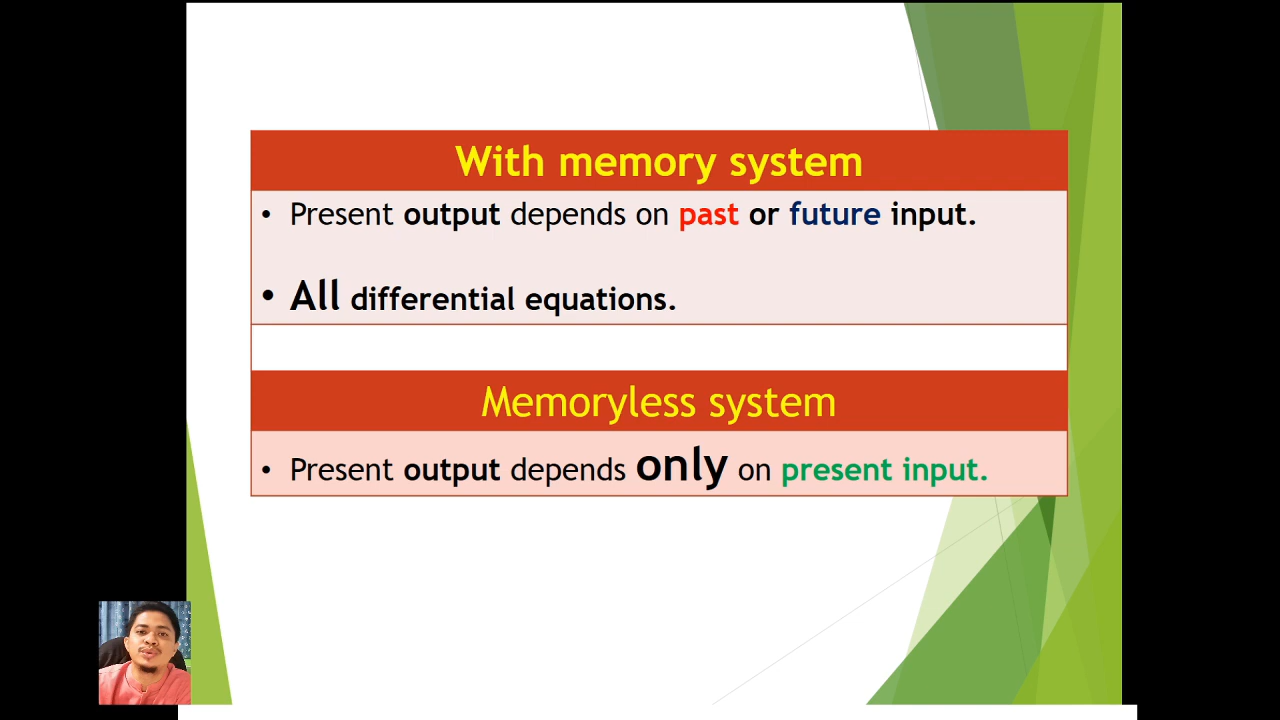 With memory system
• Present output depends on past or future input.
• All differential equations.
Memoryless system
• Present output depends only on present input.